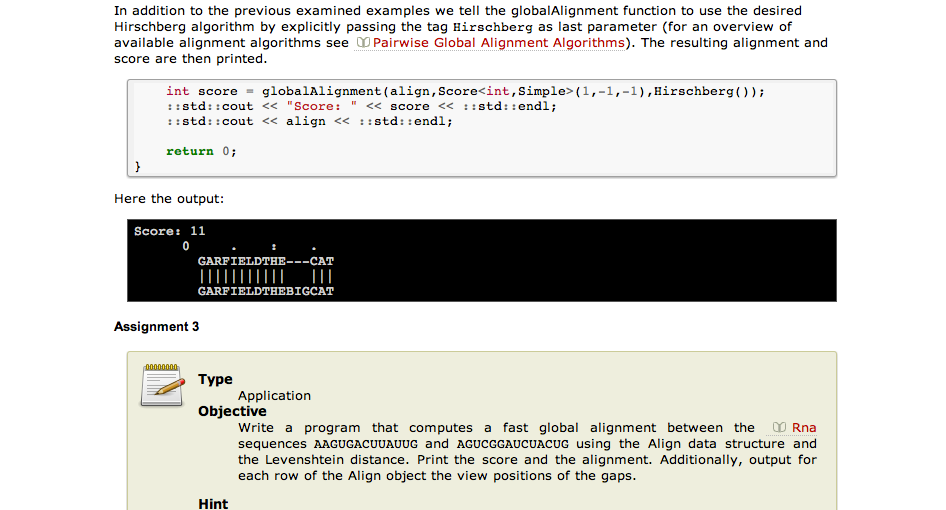 In addition to the previous examined examples we tell the globalAlignment function to use the desired
Hirschberg algorithm by explicitly passing the tag Hirschberg as last parameter (for an overview of
available alignment algorithms see Pairwise Global Alignment Algorithms). The resulting alignment and
score are then printed.
int score = globalAlignment(align,Score<int,Simple>(1,-1,-1),Hirschberg());
::std::cout << "Score: " << score << ::std::endl;
::std::cout << align << ::std::endl;
return 0;
}
Here the output:
Score: 11
0 . : .
GARFIELDTHE---CAT
||||||||||| |||
GARFIELDTHEBIGCAT
Assignment 3
Type
Application
Objective
Write a program that computes a fast global alignment between the Rna
sequences AAGUGACUUAUUG and AGUCGGAUCUACUG using the Align data structure and
the Levenshtein distance. Print the score and the alignment. Additionally, output for
each row of the Align object the view positions of the gaps.
Hint